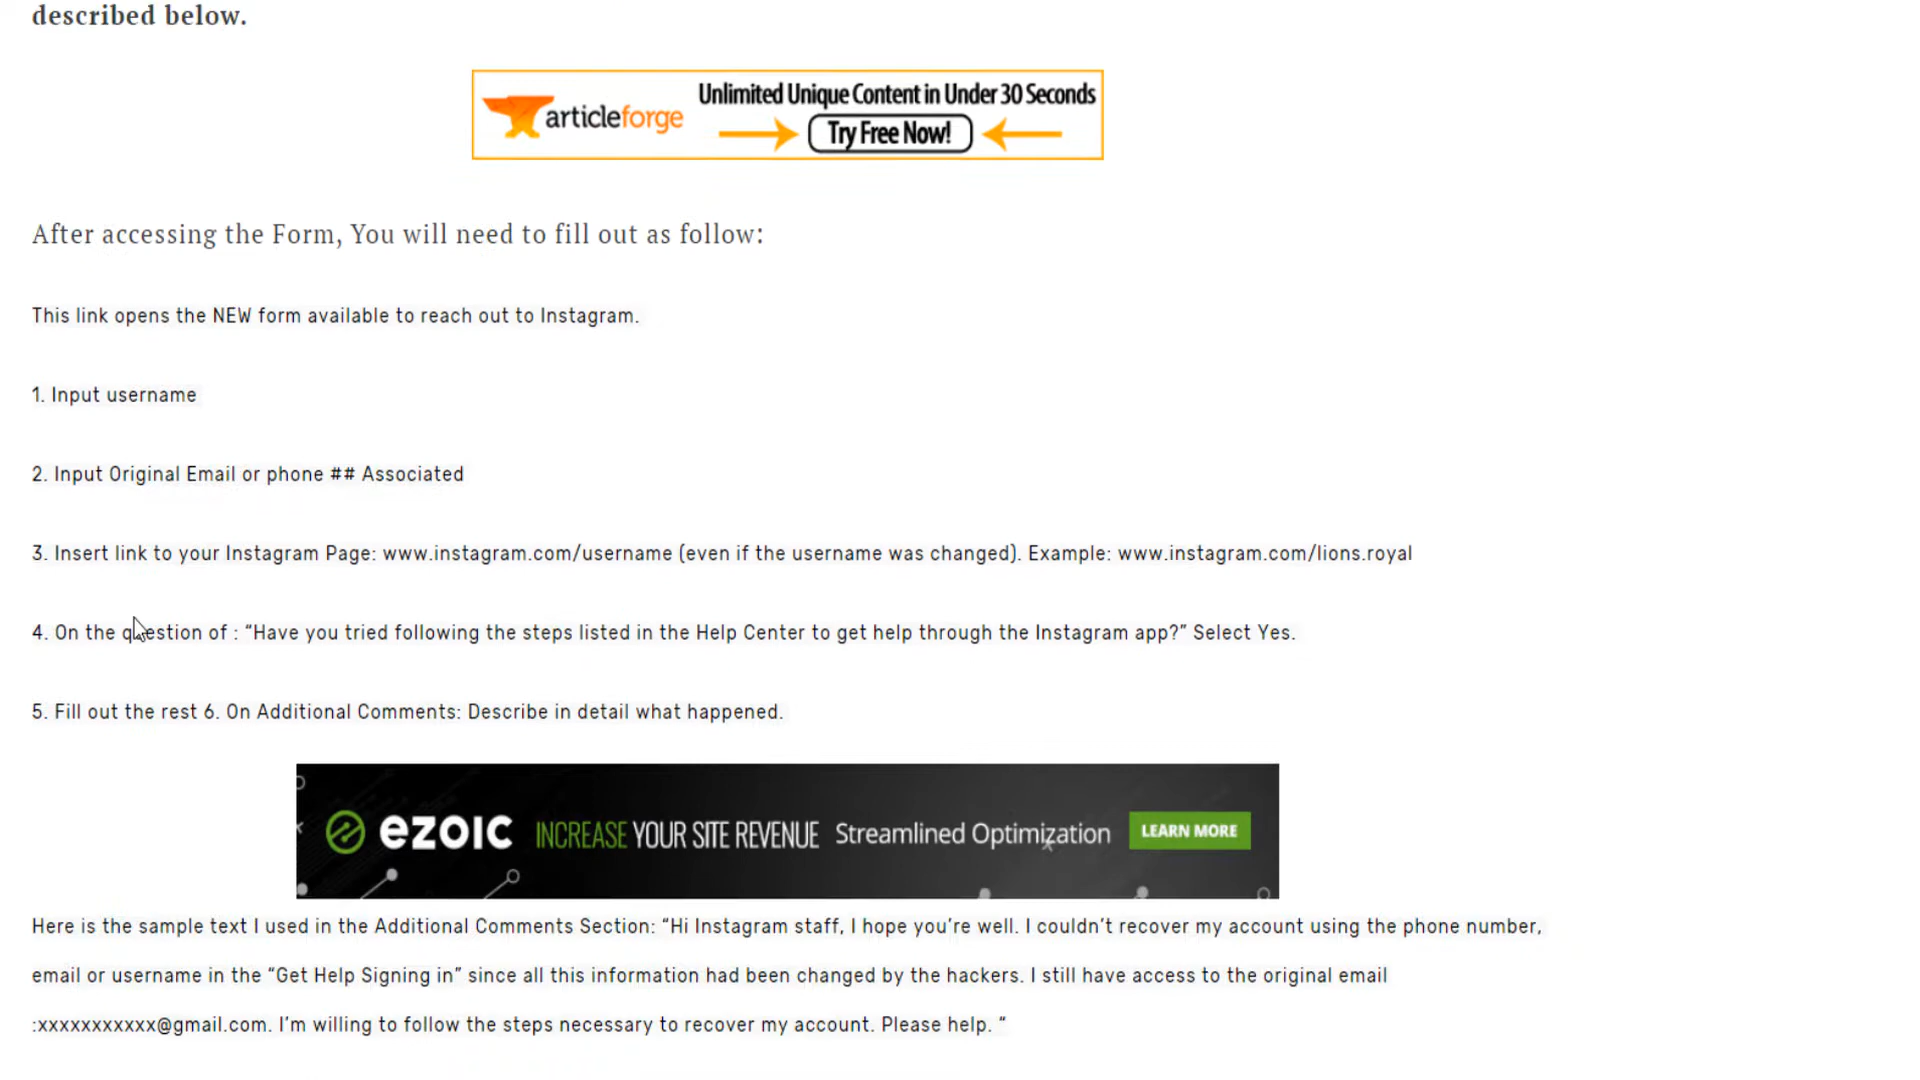 described below.
articleforge
Unlimited Unique Content in Under 30 Seconds
Try Free Now!
After accessing the Form, You will need to fill out as follow:
This link opens the NEW form available to reach out to Instagram.
1. Input username
2. Input Original Email or phone ## Associated
3. Insert link to your Instagram Page: www.instagram.com/username (even if the username was changed). Example: www.instagram.com/lions.royal
4. On the question of : “Have you tried following the steps listed in the Help Center to get help through the Instagram app?” Select Yes.
5. Fill out the rest 6. On Additional Comments: Describe in detail what happened.
ezoic INCREASE YOUR SITE REVENUE Streamlined Optimization LEARN MORE
Here is the sample text I used in the Additional Comments Section: “Hi Instagram staff, I hope you’re well. I couldn’t recover my account using the phone number,
email or username in the “Get Help Signing in” since all this information had been changed by the hackers. I still have access to the original email
:xxxxxxxxxxx@gmail.com. I’m willing to follow the steps necessary to recover my account. Please help. “